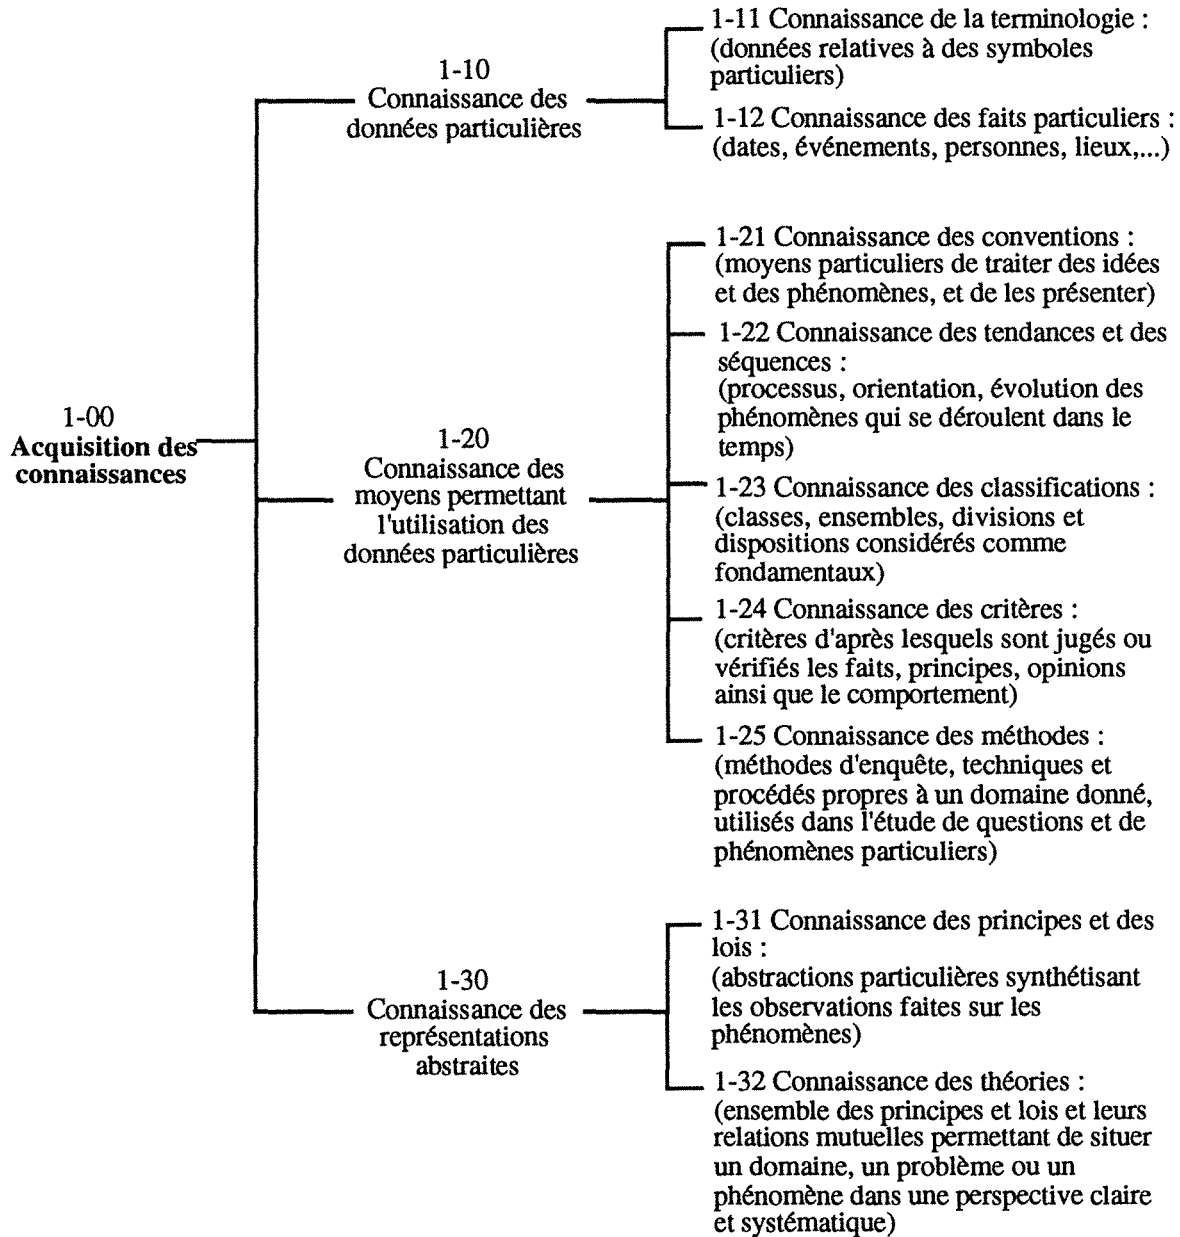 1-00
Acquisition des
connaissances
1-10
Connaissance des
données particulières
1-11 Connaissance de la terminologie :
(données relatives à des symboles
particuliers)
1-12 Connaissance des faits particuliers :
(dates, événements, personnes, lieux,...)
1-20
Connaissance des
moyens permettant
l'utilisation des
données particulières
1-21 Connaissance des conventions :
(moyens particuliers de traiter des idées
et des phénomènes, et de les présenter)
1-22 Connaissance des tendances et des
séquences :
(processus, orientation, évolution des
phénomènes qui se déroulent dans le
temps)
1-23 Connaissance des classifications :
(classes, ensembles, divisions et
dispositions considérés comme
fondamentaux)
1-24 Connaissance des critères :
(critères d'après lesquels sont jugés ou
vérifiés les faits, principes, opinions
ainsi que le comportement)
1-25 Connaissance des méthodes :
(méthodes d'enquête, techniques et
procédés propres à un domaine donné,
utilisés dans l'étude de questions et de
phénomènes particuliers)
1-30
Connaissance des
représentations
abstraites
1-31 Connaissance des principes et des
lois :
(abstractions particulières synthétisant
les observations faites sur les
phénomènes)
1-32 Connaissance des théories :
(ensemble des principes et lois et leurs
relations mutuelles permettant de situer
un domaine, un problème ou un
phénomène dans une perspective claire
et systématique)